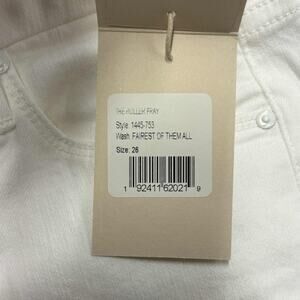 THE ROLLER FRAY
Style: 1445-753
Wash: FAIREST OF THEM ALL
Size: 26
1 92411 62021 9